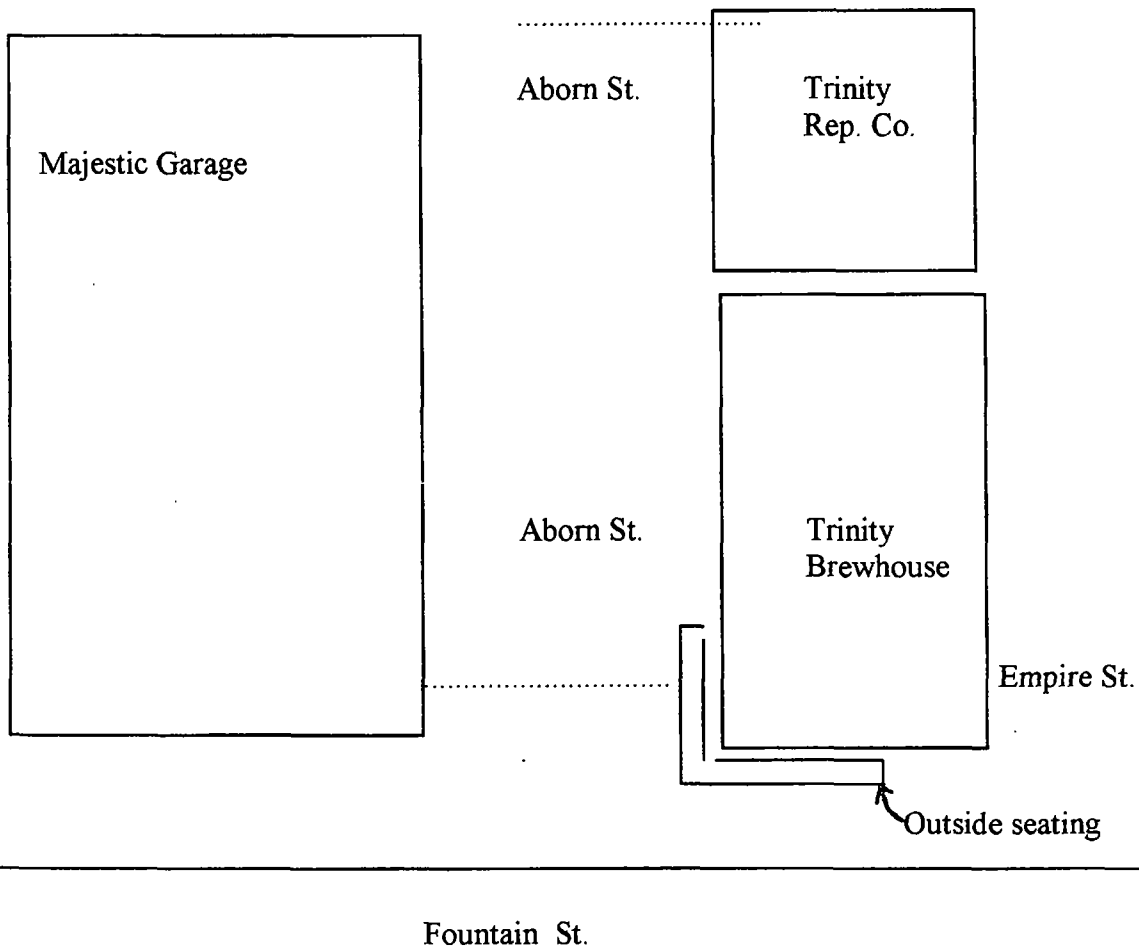 Aborn St.
Trinity
Rep. Co.
Majestic Garage
Aborn St.
Trinity
Brewhouse
Empire St.
Outside seating
Fountain St.